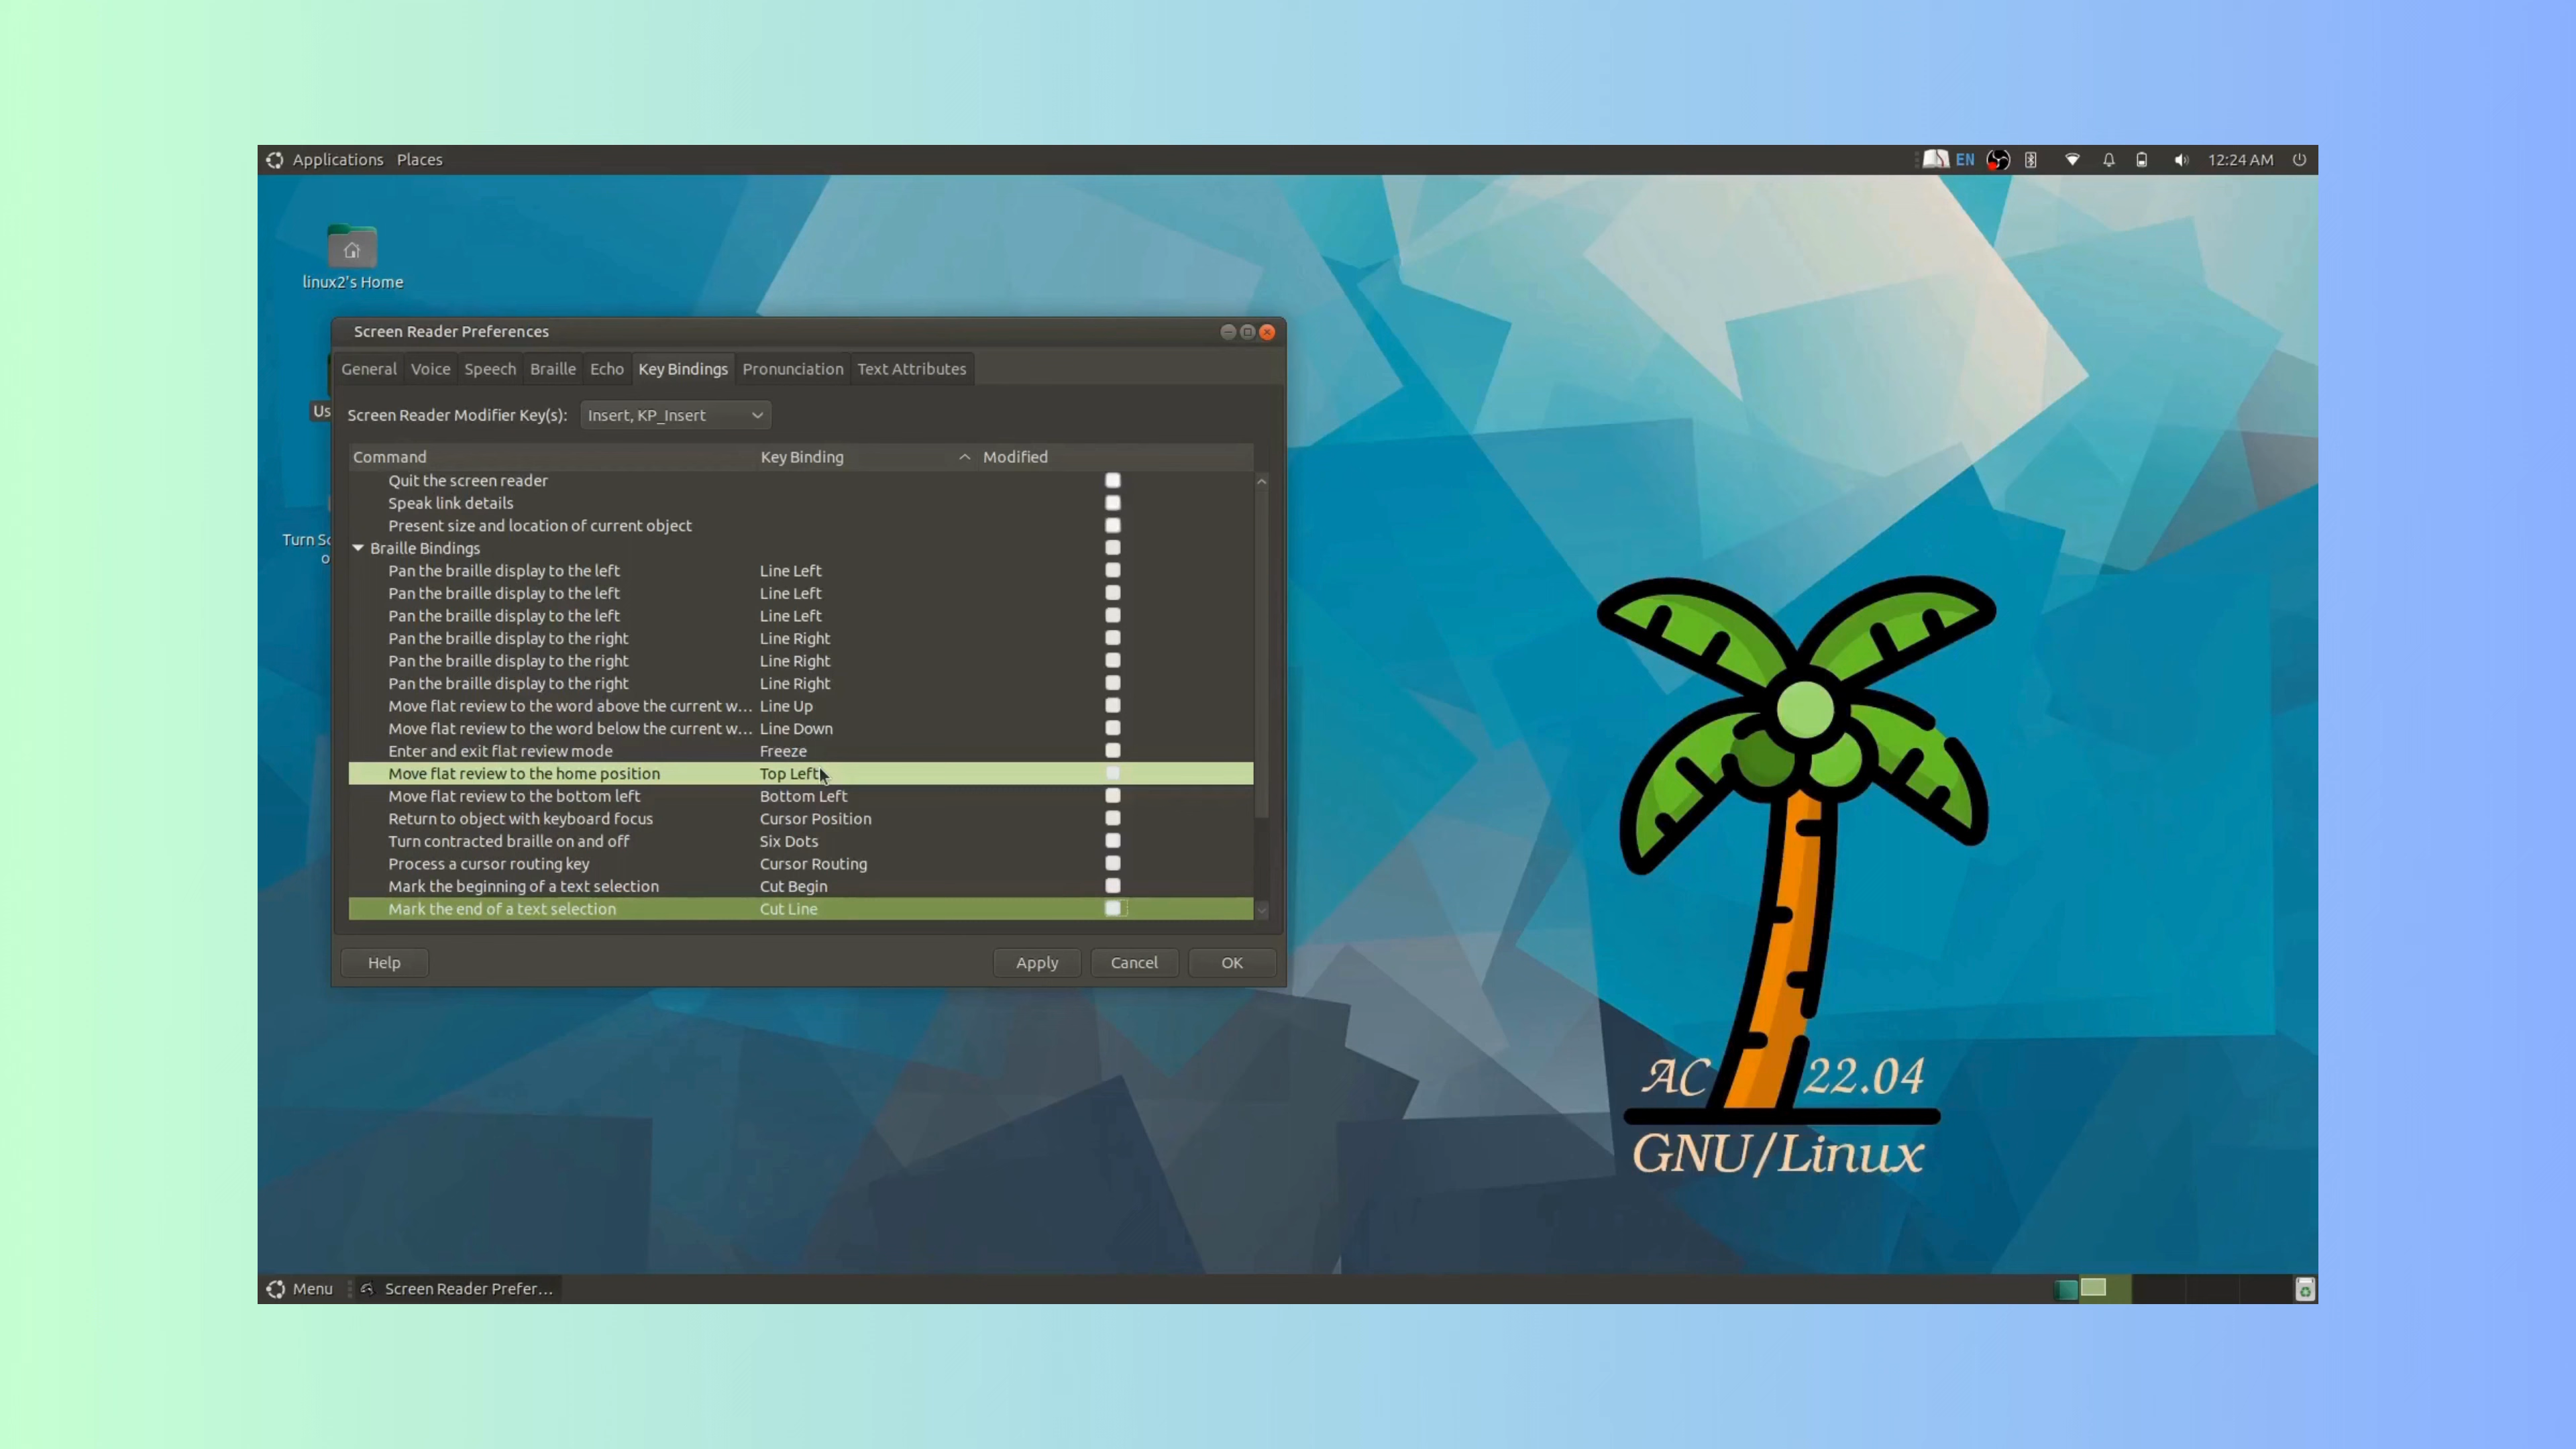 Applications Places
EN
12:24 AM
linux2's Home
Screen Reader Preferences
General Voice Speech Braille Echo Key Bindings Pronunciation Text Attributes
Us
Screen Reader Modifier Key(s): Insert, KP_Insert
Command Key Binding Modified
Quit the screen reader
Speak link details
Present size and location of current object
Turn Sc
o
Braille Bindings
Pan the braille display to the left Line Left
Pan the braille display to the left Line Left
Pan the braille display to the left Line Left
Pan the braille display to the right Line Right
Pan the braille display to the right Line Right
Pan the braille display to the right Line Right
Move flat review to the word above the current w... Line Up
Move flat review to the word below the current w... Line Down
Enter and exit flat review mode Freeze
Move flat review to the home position Top Left
Move flat review to the bottom left Bottom Left
Return to object with keyboard focus Cursor Position
Turn contracted braille on and off Six Dots
Process a cursor routing key Cursor Routing
Mark the beginning of a text selection Cut Begin
Mark the end of a text selection Cut Line
Help Apply Cancel OK
AC 22.04
GNU/Linux
Menu Screen Reader Prefer...